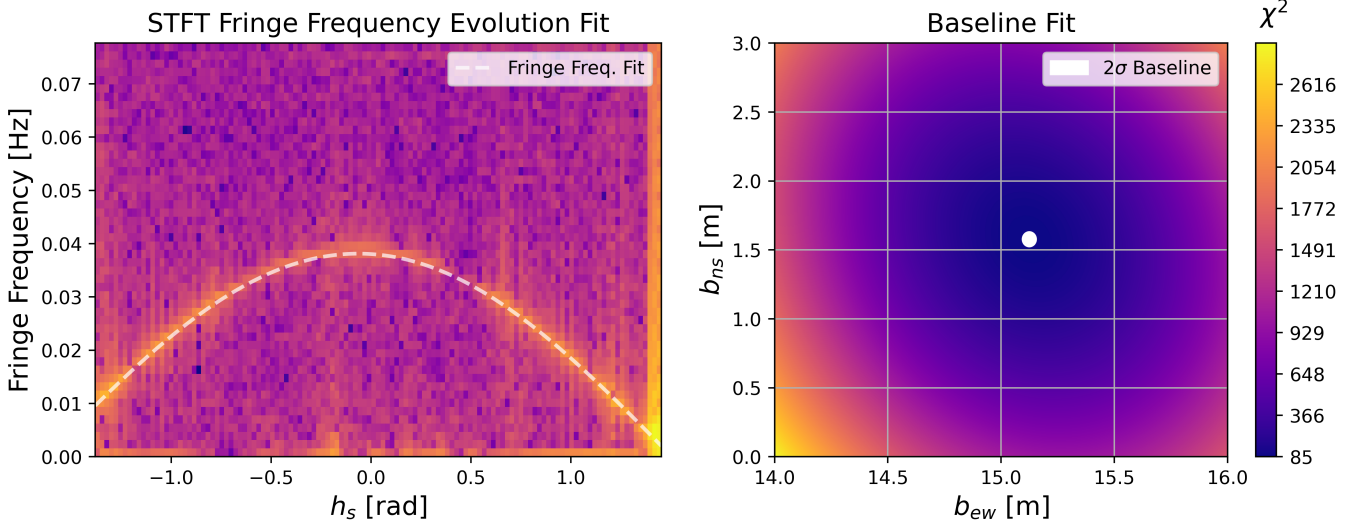 STFT Fringe Frequency Evolution Fit
Fringe Freq. Fit
Fringe Frequency [Hz]
0.07
0.06
0.05
0.04
0.03
0.02
0.01
0.00
−1.0 −0.5 0.0 0.5 1.0
h_s [rad]
Baseline Fit
2σ Baseline
b_ns [m]
3.0
2.5
2.0
1.5
1.0
0.5
0.0
14.0 14.5 15.0 15.5 16.0
b_ew [m]
χ²
2616
2335
2054
1772
1491
1210
929
648
366
85